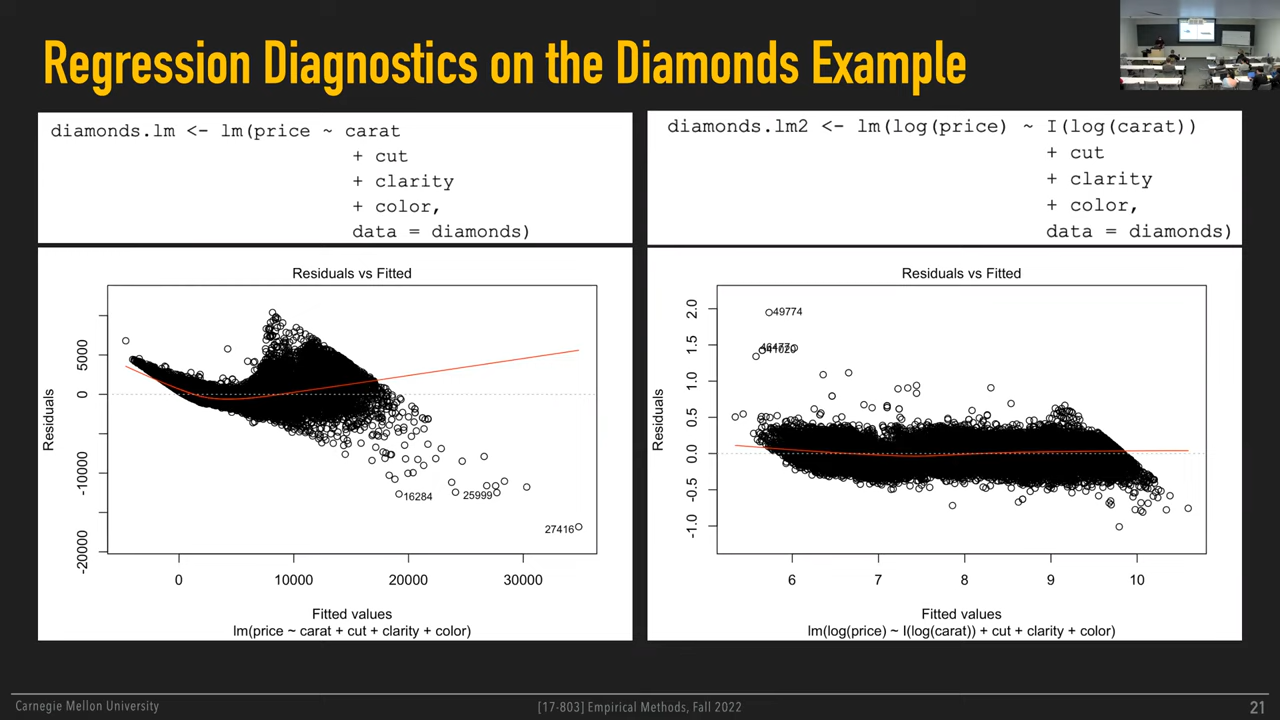 Regression Diagnostics on the Diamonds Example
diamonds.lm <- lm(price ~ carat
+ cut
+ clarity
+ color,
data = diamonds)
diamonds.lm2 <- lm(log(price) ~ I(log(carat))
+ cut
+ clarity
+ color,
data = diamonds)
Residuals vs Fitted
Residuals
5000
0
-10000
-20000
16284
25999
27416
0 10000 20000 30000
Fitted values
lm(price ~ carat + cut + clarity + color)
Residuals vs Fitted
Residuals
2.0
1.5
1.0
0.5
0.0
-0.5
-1.0
49774
6 7 8 9 10
Fitted values
lm(log(price) ~ I(log(carat)) + cut + clarity + color)
Carnegie Mellon University
[17-803] Empirical Methods, Fall 2022
21